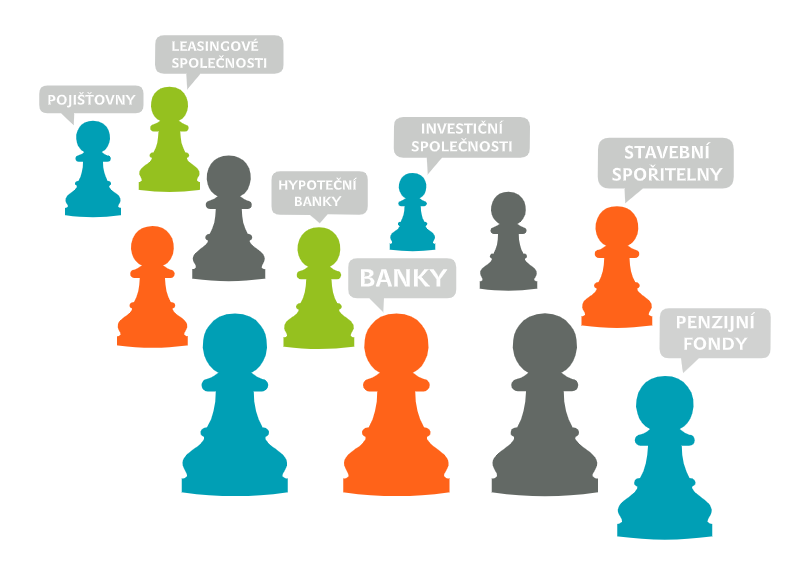 LEASINGOVÉ
SPOLEČNOSTI
POJIŠŤOVNY
INVESTIČNÍ
SPOLEČNOSTI
STAVEBNÍ
SPOŘITELNY
HYPOTEČNÍ
BANKY
BANKY
PENZIJNÍ
FONDY